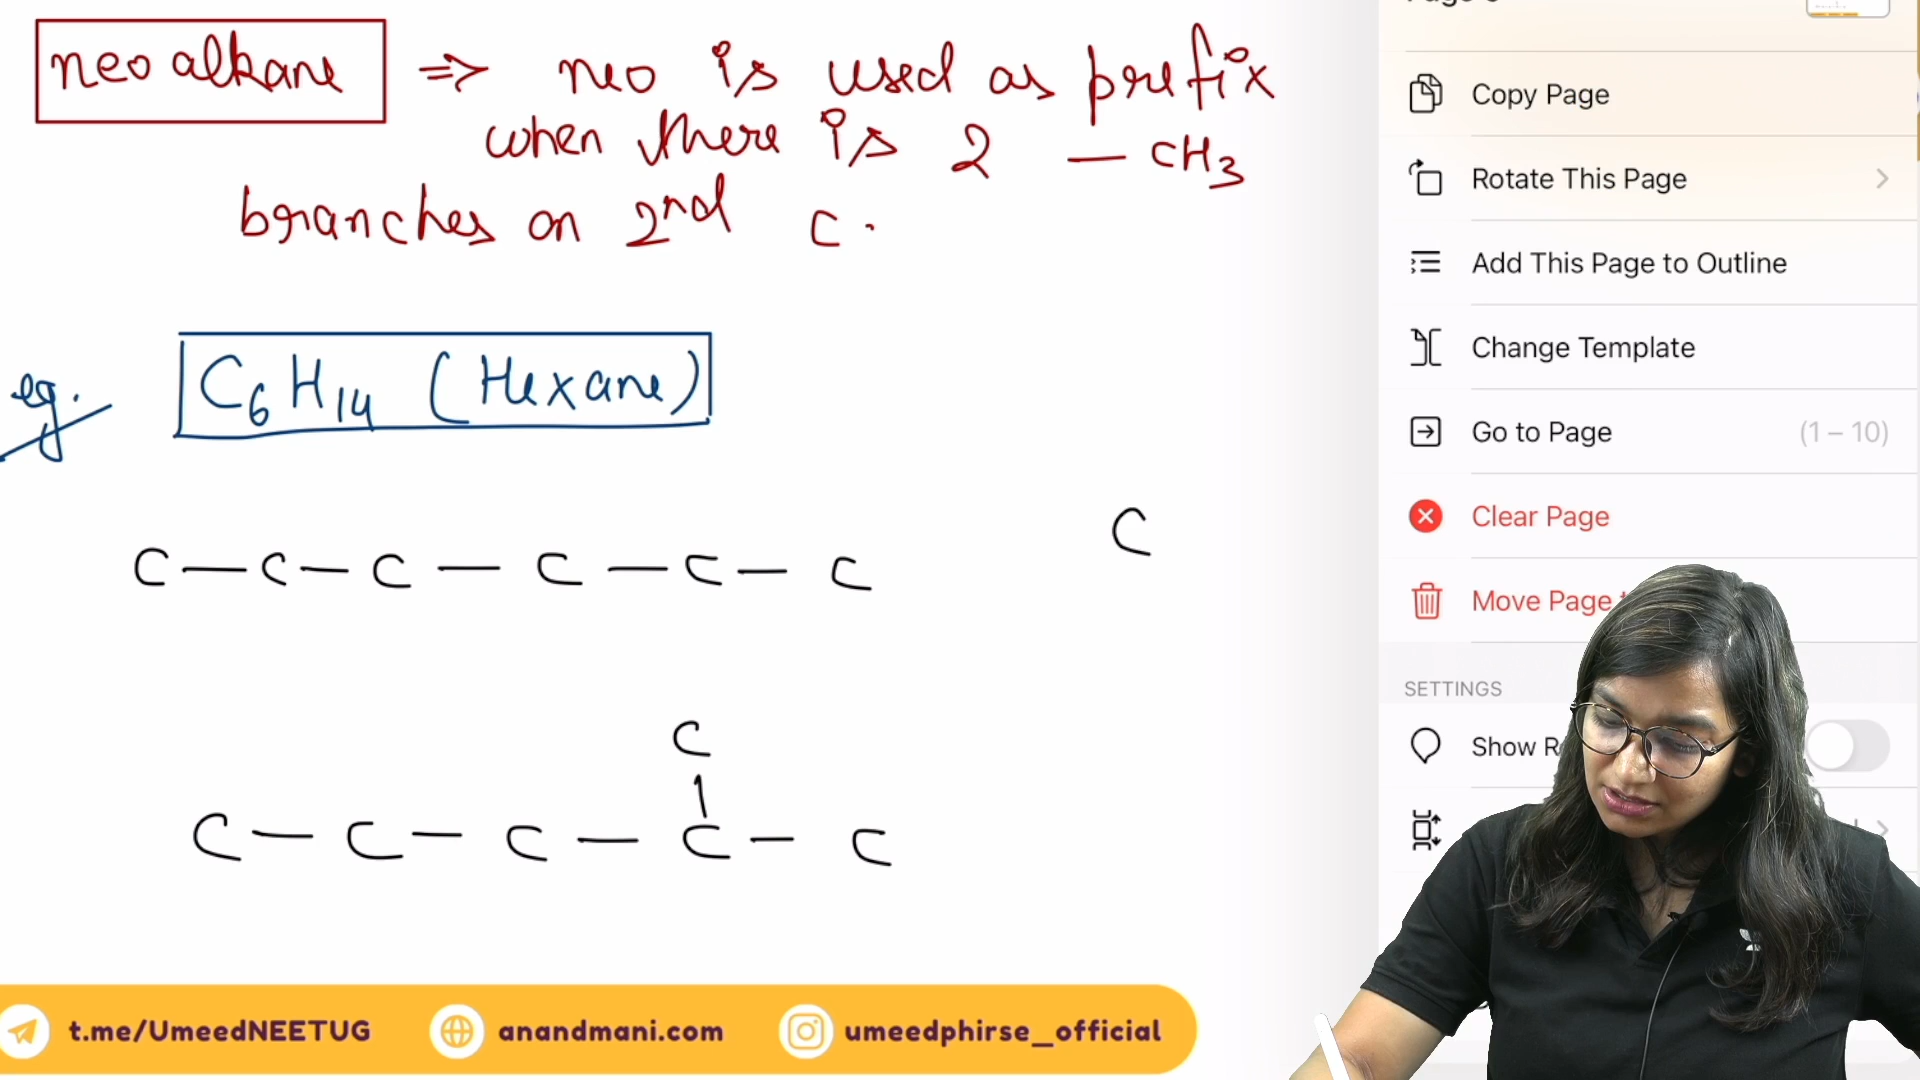 neo alkane => neo is used as prefix
when there is 2 — CH3
branches on 2nd C.
eg. C6H14 (Hexane)
C — C — C — C — C — C
C
C
|
C — C — C — C — C
t.me/UmeedNEETUG
anandmani.com
umeedphirse_official
Copy Page
Rotate This Page
Add This Page to Outline
Change Template
Go to Page (1 – 10)
Clear Page
Move Page
SETTINGS
Show